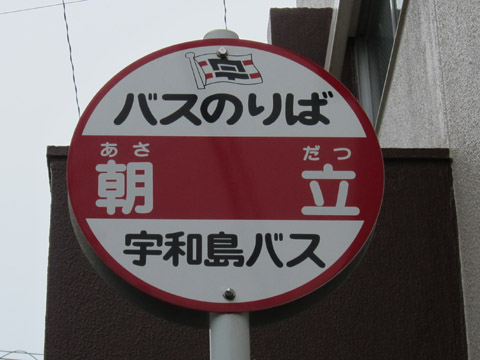 バスのりば
あさ だつ
朝 立
宇和島バス